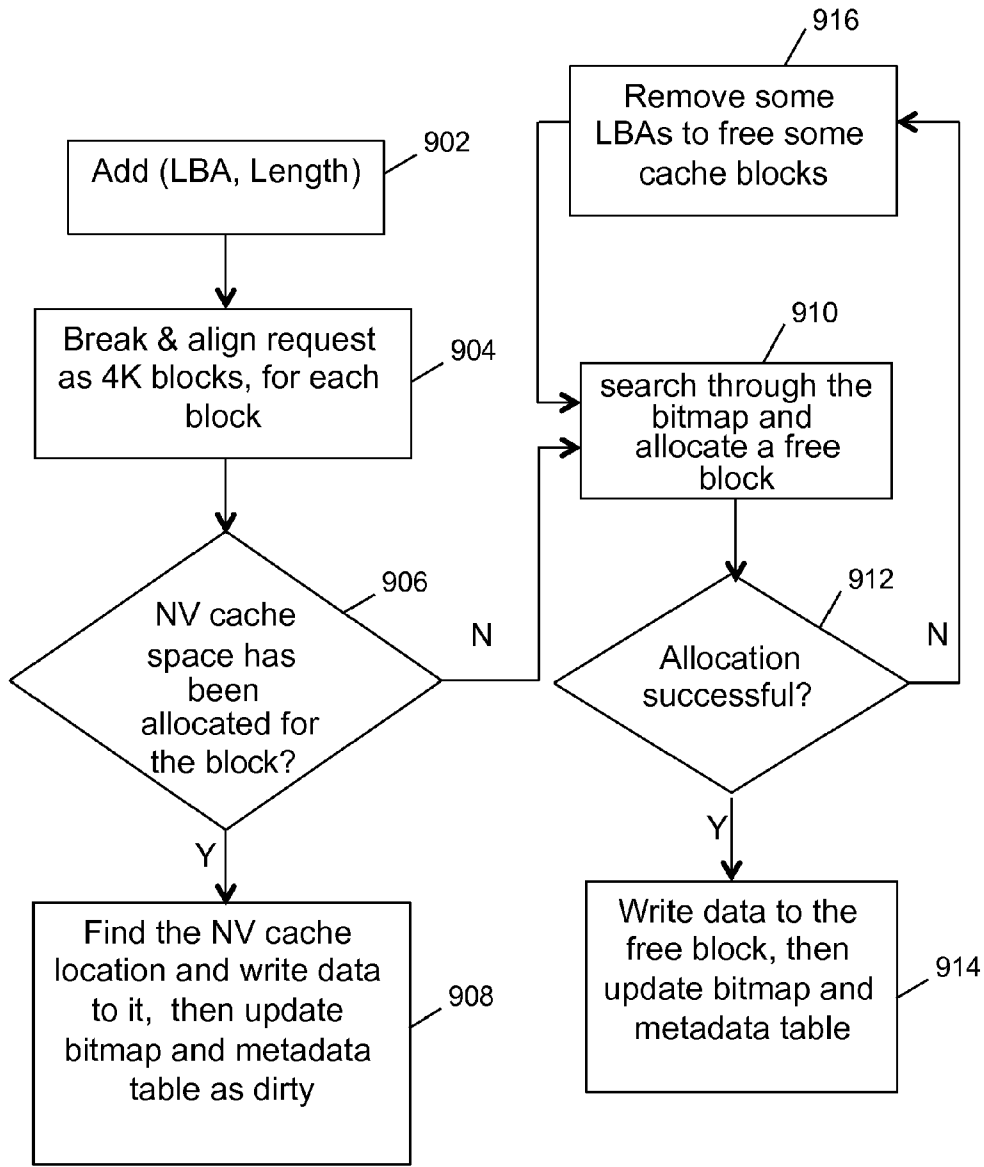 916
Remove some
LBAs to free some
cache blocks
902
Add (LBA, Length)
910
Break & align request
as 4K blocks, for each
block
904
search through the
bitmap and
allocate a free
block
906
NV cache
space has
been
allocated for
the block?
N
912
Allocation
successful?
N
Y
Y
Find the NV cache
location and write data
to it, then update
bitmap and metadata
table as dirty
908
Write data to the
free block, then
update bitmap and
metadata table
914